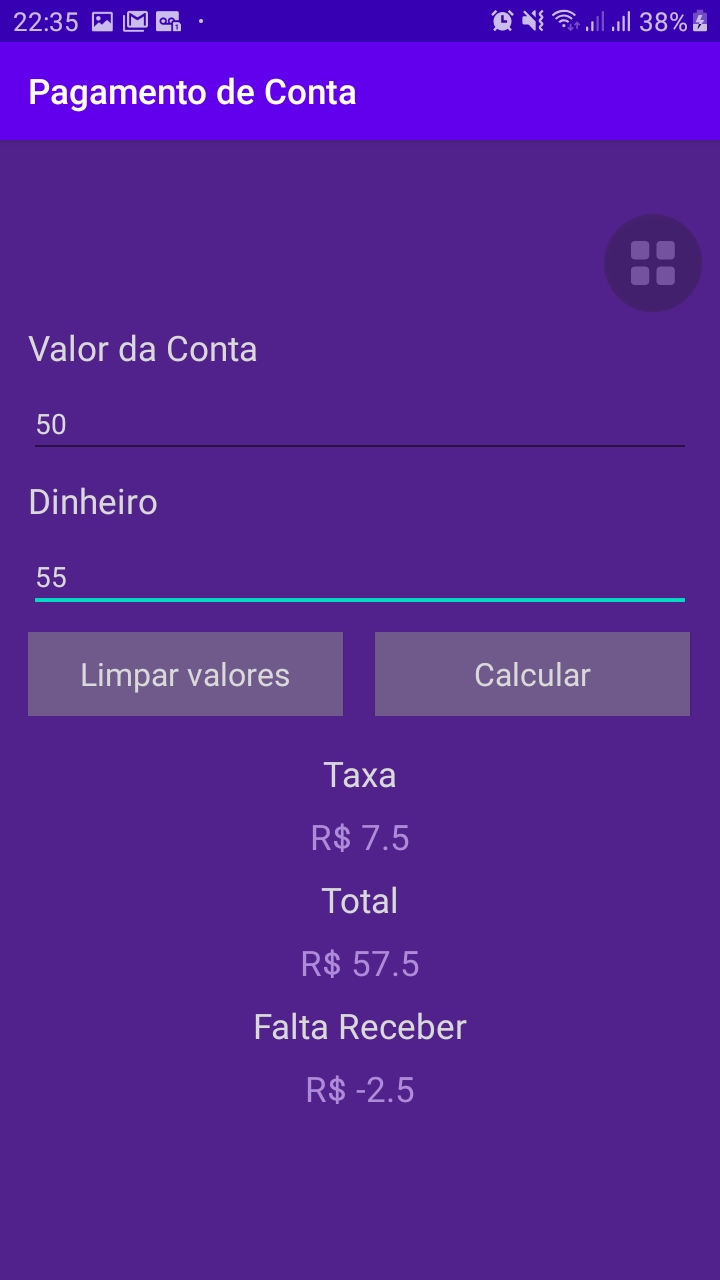 22:35 38%
Pagamento de Conta
Valor da Conta
50
Dinheiro
55
Limpar valores Calcular
Taxa
R$ 7.5
Total
R$ 57.5
Falta Receber
R$ -2.5